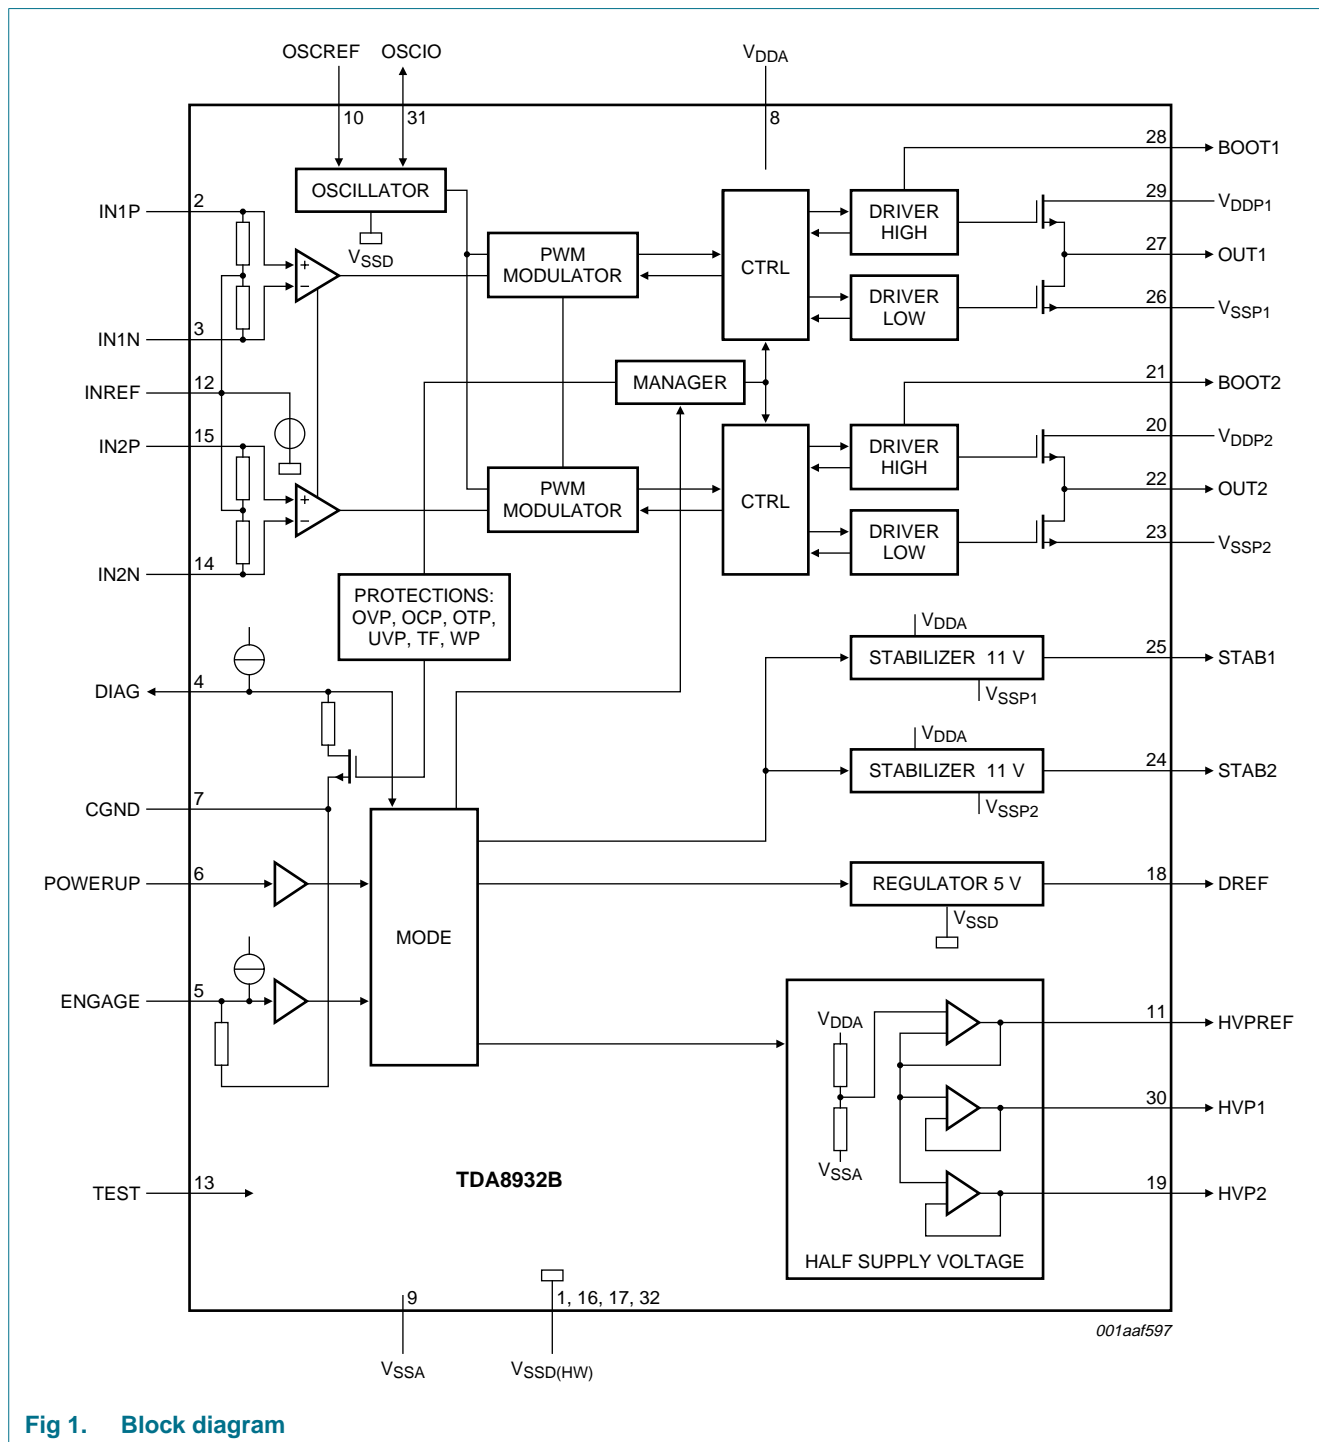 OSCREF OSCIO VDDA
10 31 8
28 BOOT1
OSCILLATOR
VSSD
IN1P 2
29 VDDP1
DRIVER
HIGH
PWM
MODULATOR
CTRL
27 OUT1
+
−
DRIVER
LOW
26 VSSP1
IN1N 3
INREF 12
MANAGER
21 BOOT2
IN2P 15
20 VDDP2
DRIVER
HIGH
PWM
MODULATOR
CTRL
22 OUT2
+
−
DRIVER
LOW
23 VSSP2
IN2N 14
PROTECTIONS:
OVP, OCP, OTP,
UVP, TF, WP
VDDA
STABILIZER 11 V
25 STAB1
VSSP1
DIAG 4
VDDA
STABILIZER 11 V
24 STAB2
VSSP2
CGND 7
POWERUP 6
REGULATOR 5 V
18 DREF
VSSD
MODE
ENGAGE 5
VDDA
11 HVPREF
30 HVP1
VSSA
TDA8932B
TEST 13
19 HVP2
HALF SUPPLY VOLTAGE
9
1, 16, 17, 32
001aaf597
VSSA
VSSD(HW)
Fig 1. Block diagram